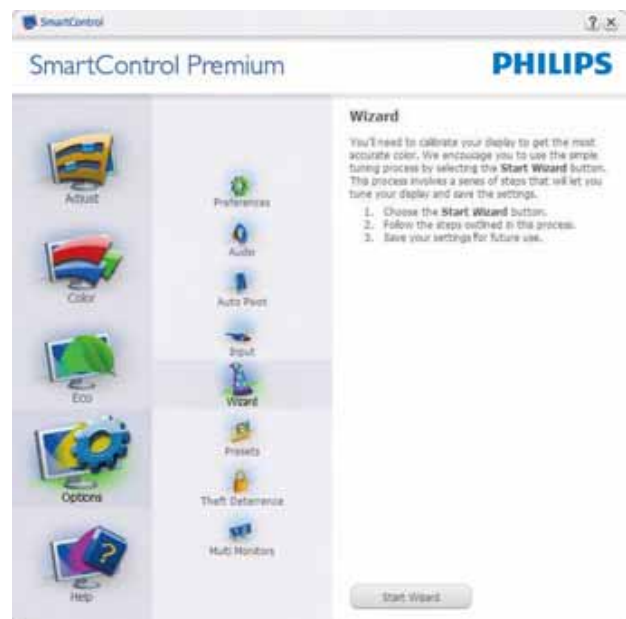 SmartControl
? ×
SmartControl Premium
PHILIPS
Adjust
Color
Eco
Options
Help
Preferences
Audio
Auto Pivot
Input
Wizard
Presets
Theft Deterrence
Multi Monitors
Wizard
You'll need to calibrate your display to get the most
accurate color. We encourage you to use the simple
tuning process by selecting the Start Wizard button.
This process involves a series of steps that will let you
tune your display and save the settings.
1. Choose the Start Wizard button.
2. Follow the steps outlined in this process.
3. Save your settings for future use.
Start Wizard